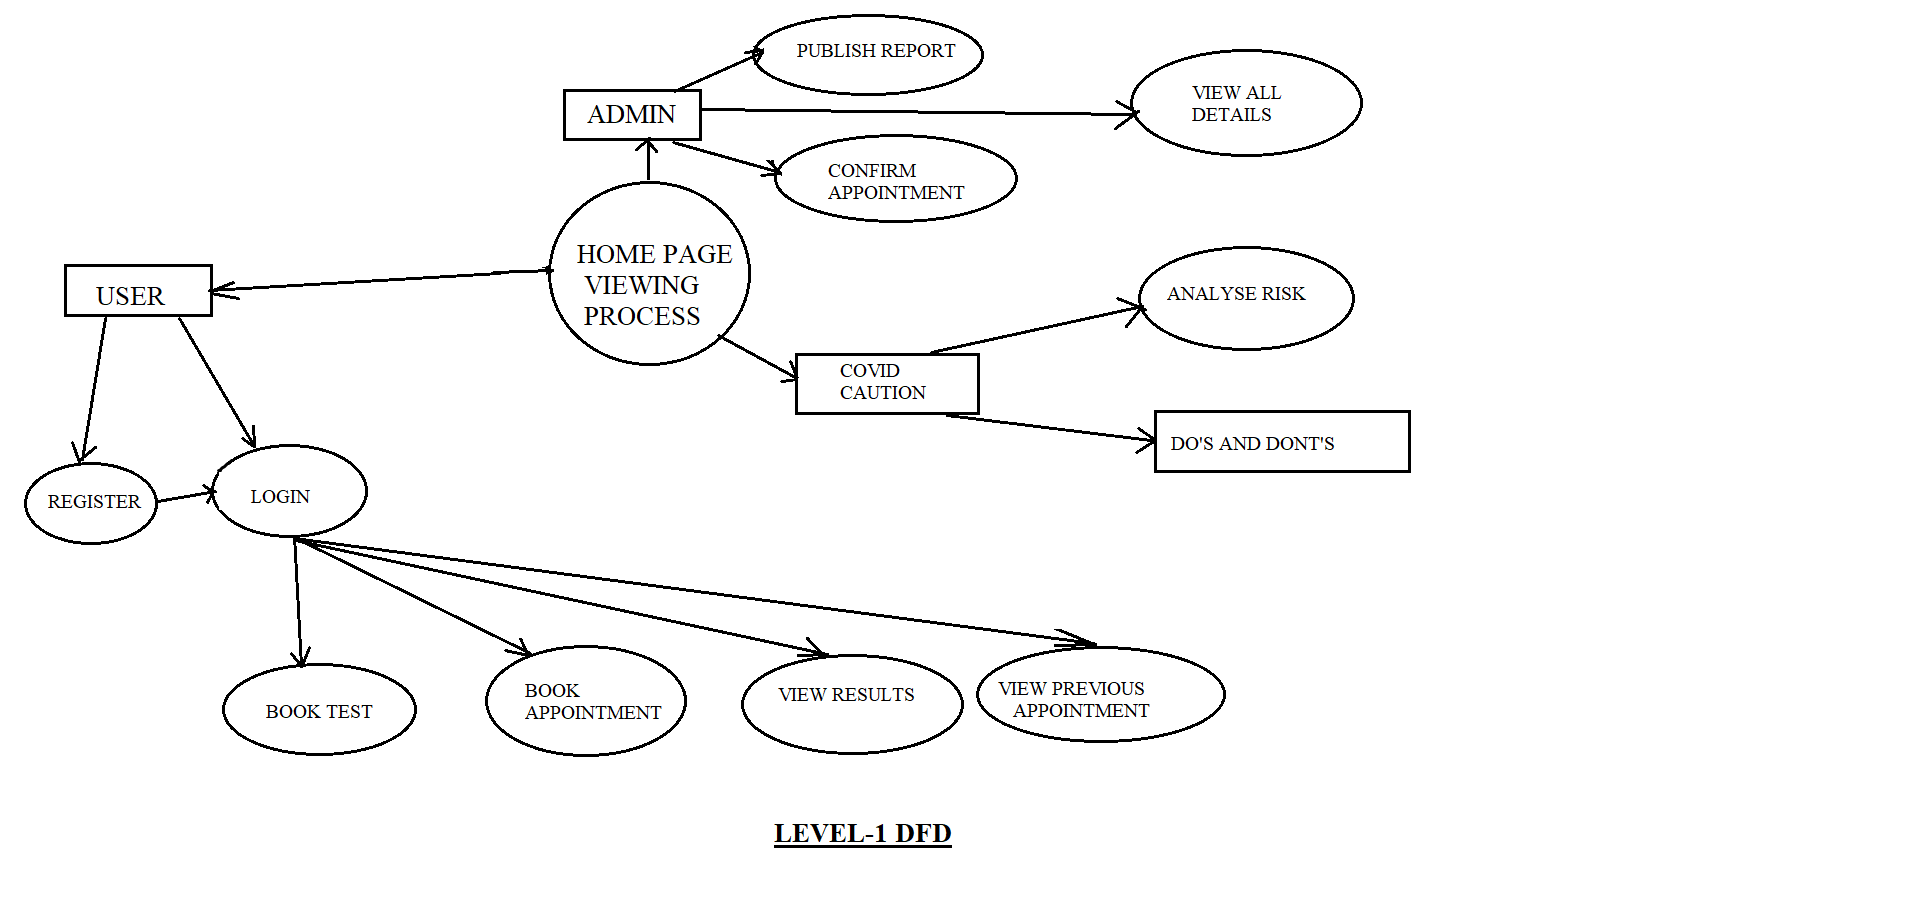 PUBLISH REPORT
VIEW ALL
DETAILS
ADMIN
CONFIRM
APPOINTMENT
HOME PAGE
VIEWING
PROCESS
USER
ANALYSE RISK
COVID
CAUTION
DO'S AND DONT'S
REGISTER
LOGIN
BOOK TEST
BOOK
APPOINTMENT
VIEW RESULTS
VIEW PREVIOUS
APPOINTMENT
LEVEL-1 DFD